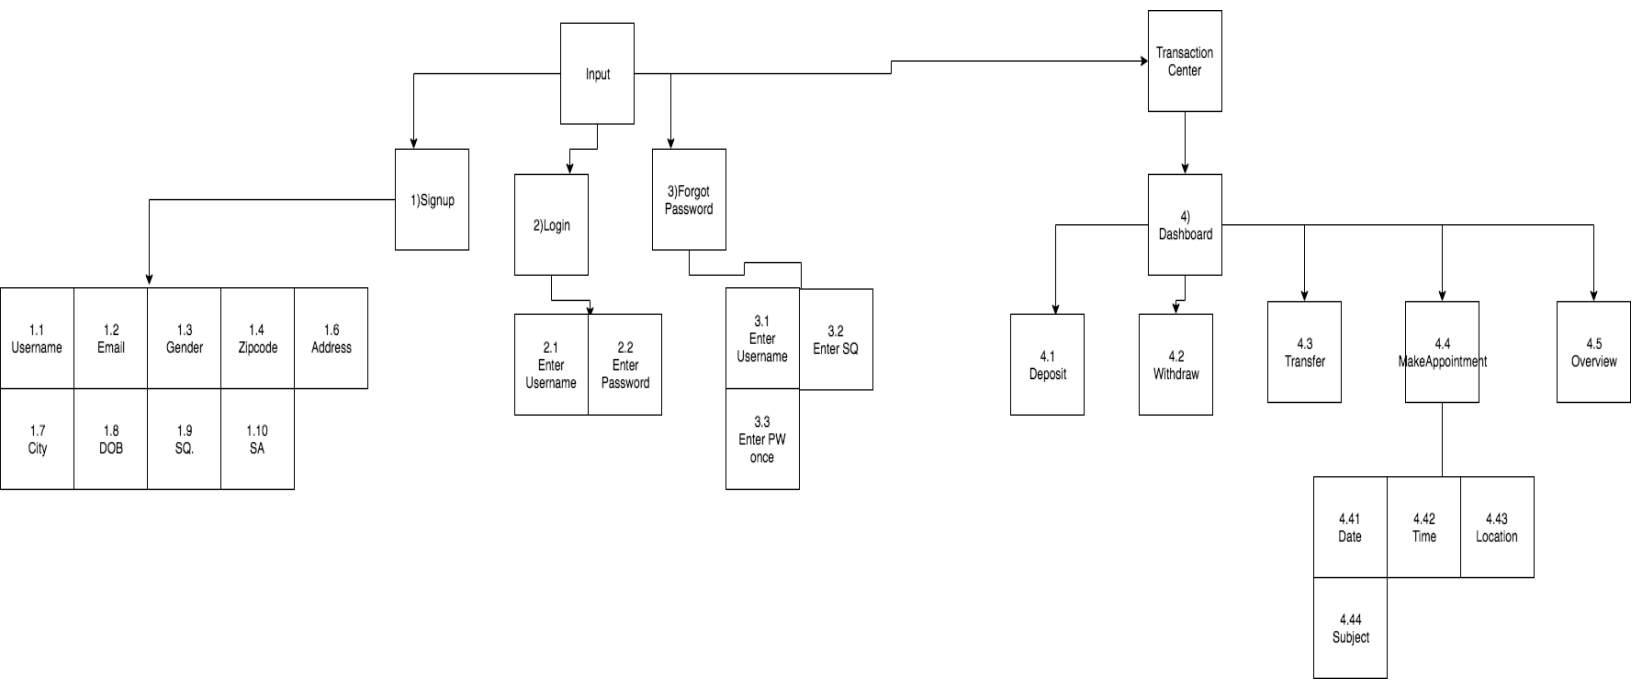 Input
Transaction
Center
1)Signup
2)Login
3)Forgot
Password
4)
Dashboard
1.1
Username
1.2
Email
1.3
Gender
1.4
Zipcode
1.6
Address
1.7
City
1.8
DOB
1.9
SQ.
1.10
SA
2.1
Enter
Username
2.2
Enter
Password
3.1
Enter
Username
3.2
Enter SQ
3.3
Enter PW
once
4.1
Deposit
4.2
Withdraw
4.3
Transfer
4.4
MakeAppointment
4.5
Overview
4.41
Date
4.42
Time
4.43
Location
4.44
Subject